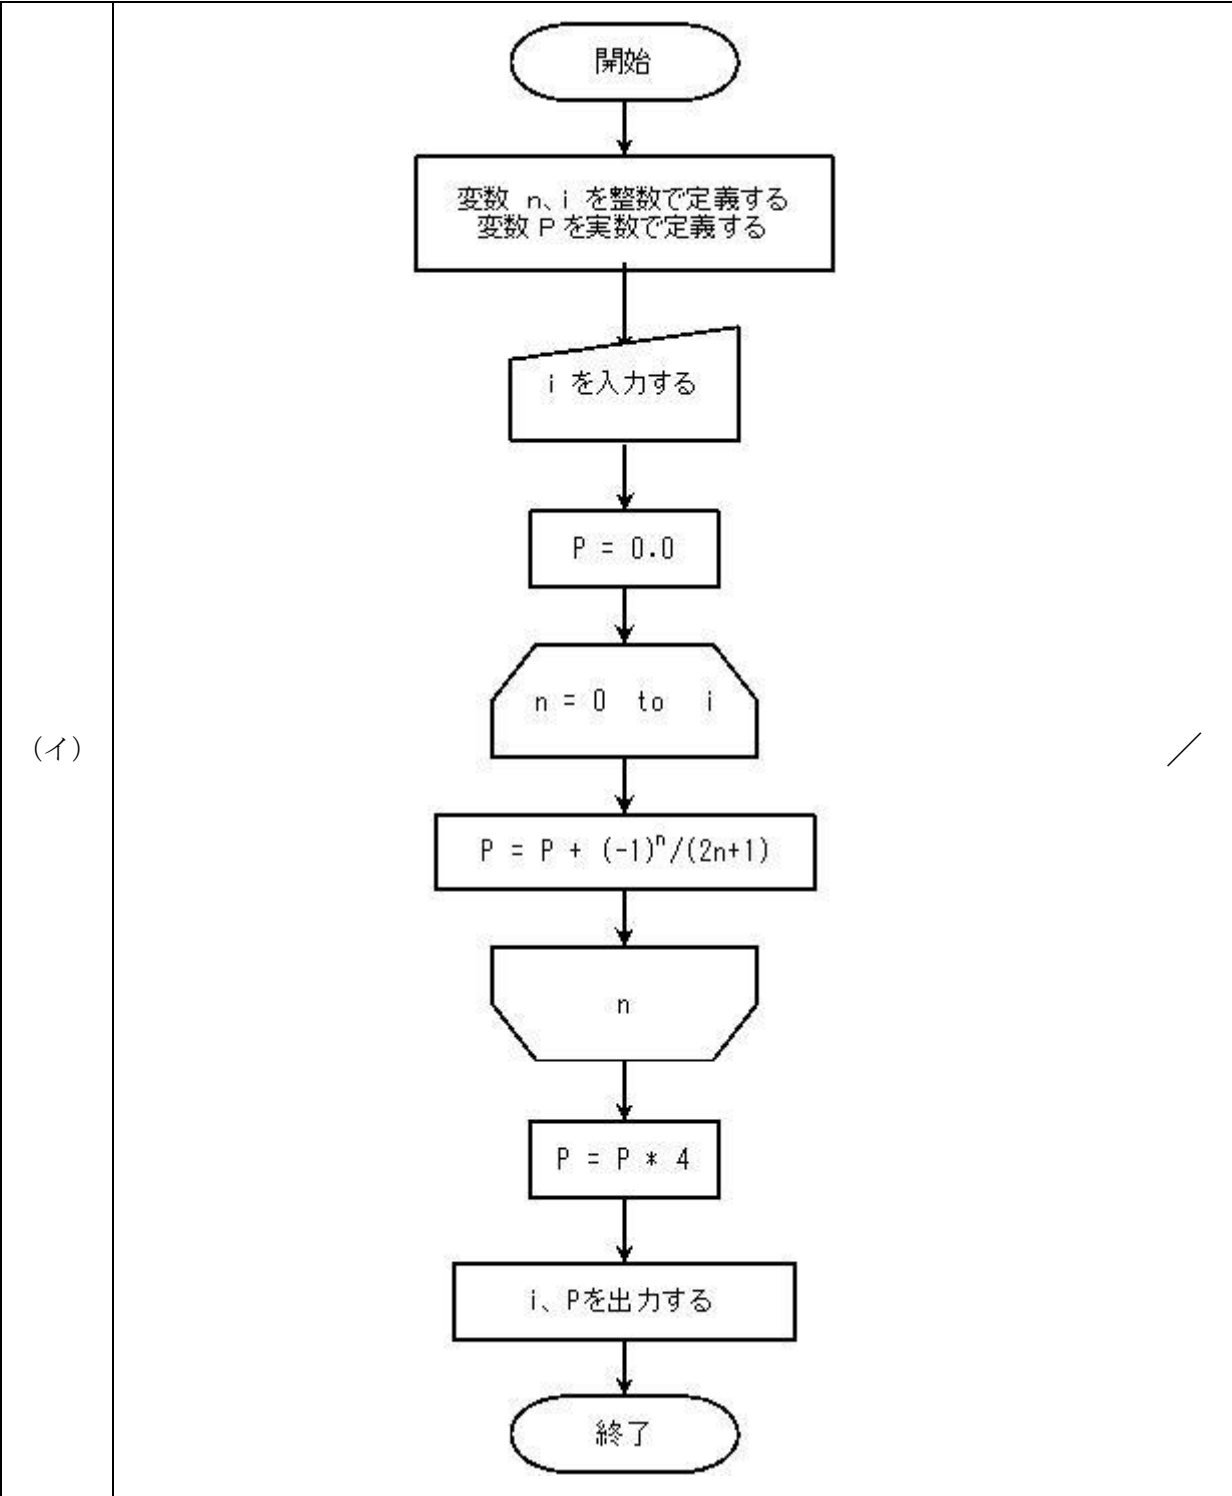 開始
変数 n、i を整数で定義する
変数 P を実数で定義する
i を入力する
P = 0.0
n = 0 to i
(イ)
/
P = P + (-1)ⁿ/(2n+1)
n
P = P * 4
i、Pを出力する
終了